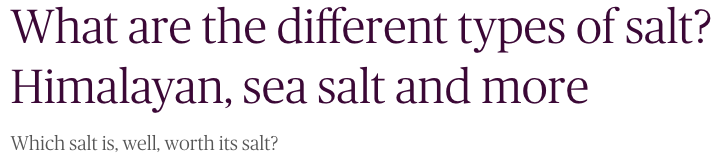 What are the different types of salt?
Himalayan, sea salt and more
Which salt is, well, worth its salt?